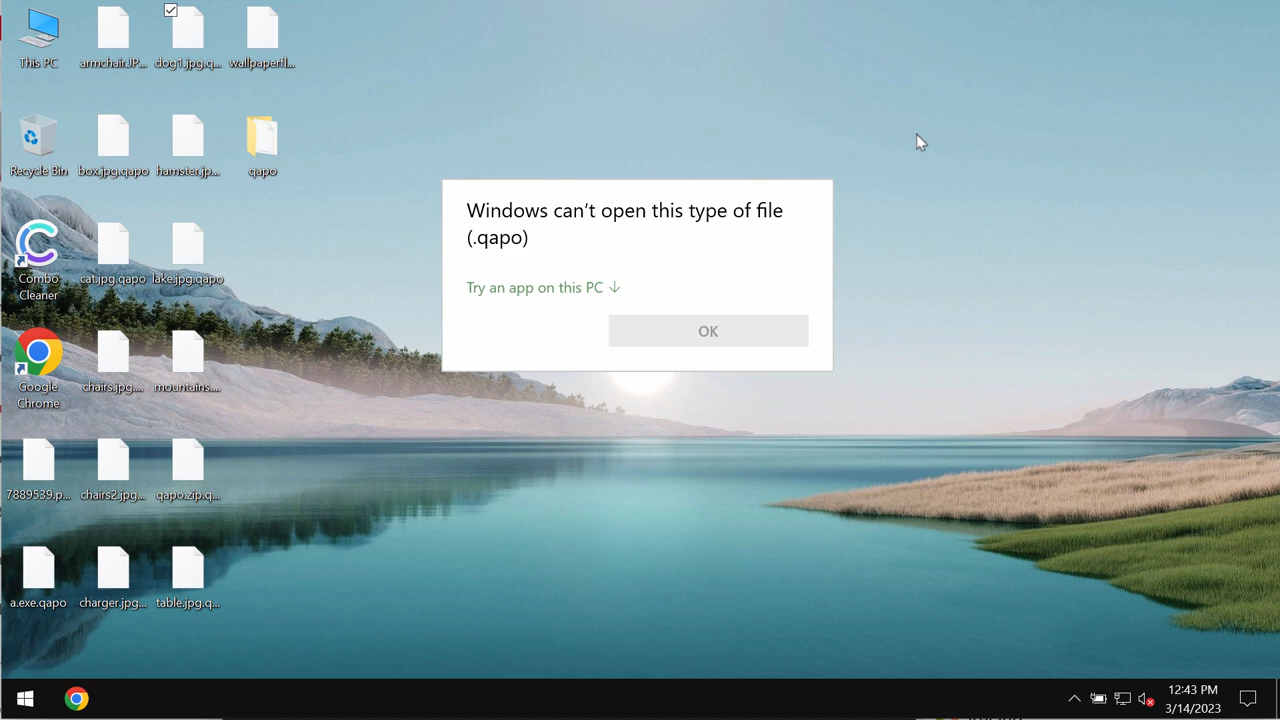 This PC
armchair.JP...
dog1.jpg.q...
wallpaperfl...
Recycle Bin
box.jpg.qapo
hamster.jp...
qapo
Windows can't open this type of file
(.qapo)
Try an app on this PC
OK
Combo
Cleaner
cat.jpg.qapo
lake.jpg.qapo
Google
Chrome
chairs.jpg....
mountains....
7889539.p...
chairs2.jpg...
qapo.zip.q...
a.exe.qapo
charger.jpg...
table.jpg.q...
12:43 PM
3/14/2023